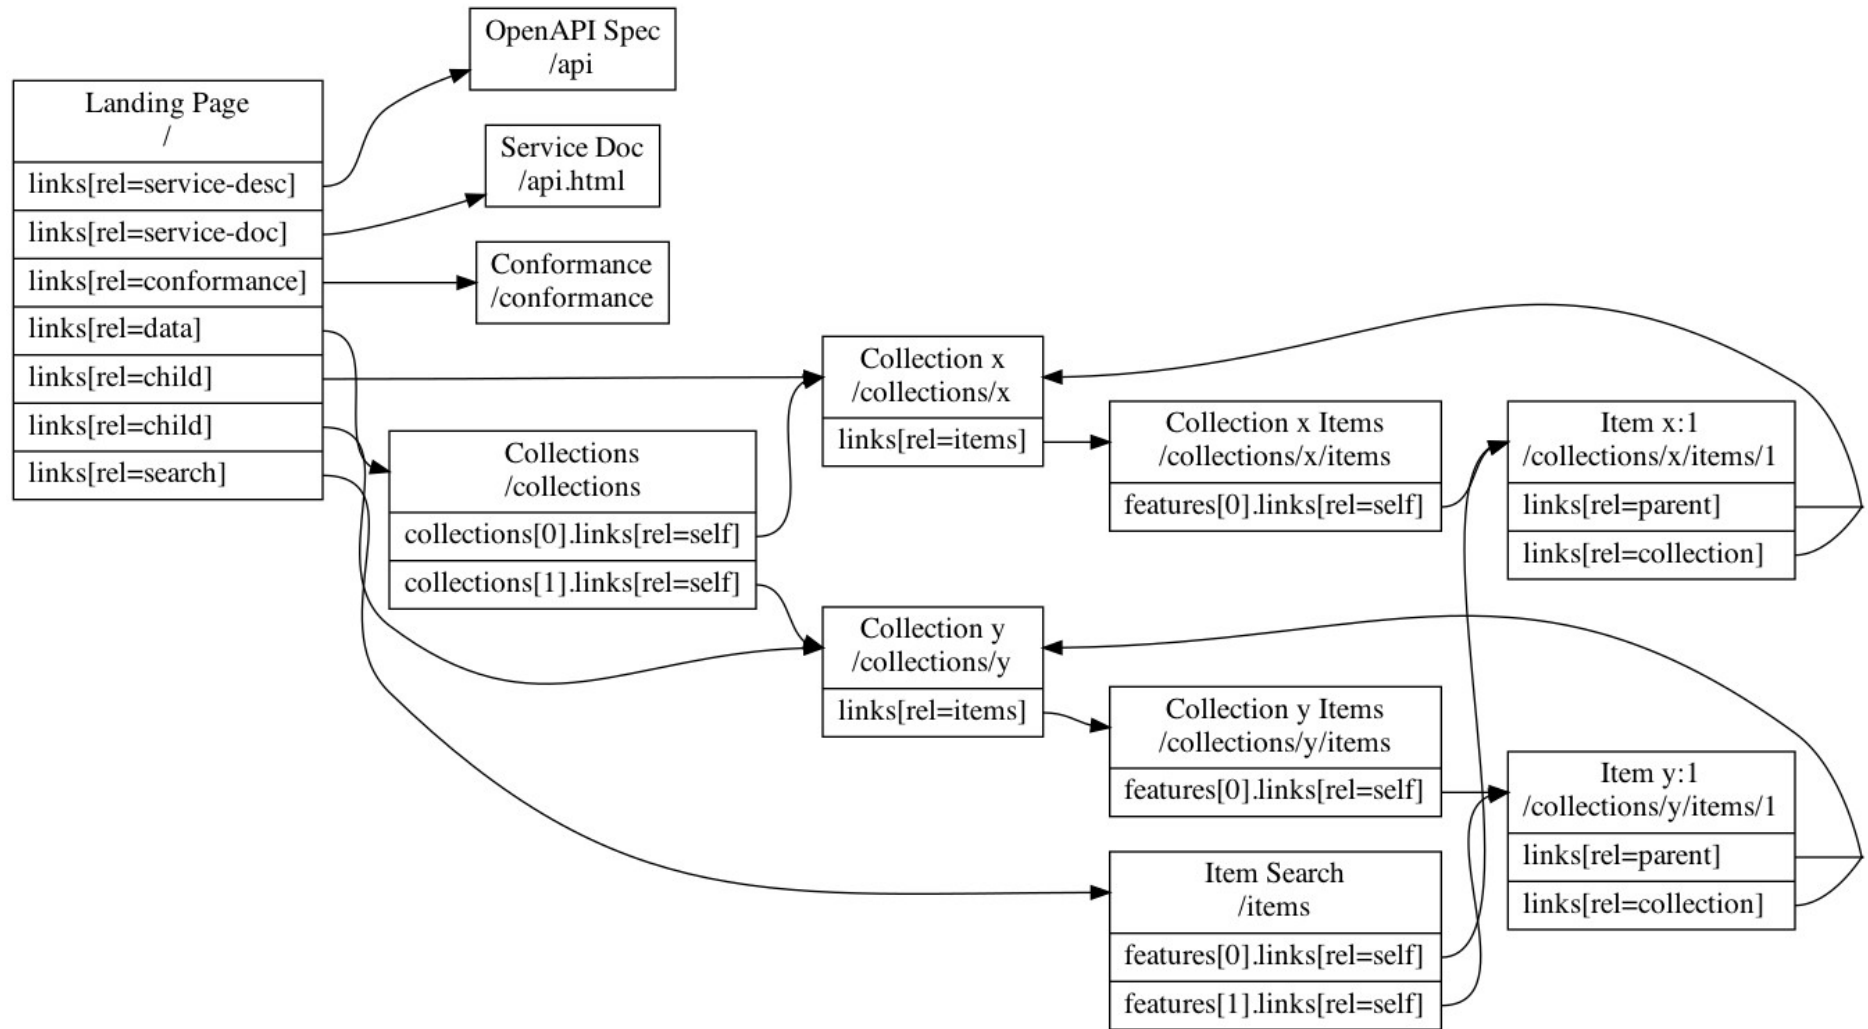 OpenAPI Spec
/api
Landing Page
/
links[rel=service-desc]
links[rel=service-doc]
links[rel=conformance]
links[rel=data]
links[rel=child]
links[rel=child]
links[rel=search]
Service Doc
/api.html
Conformance
/conformance
Collections
/collections
collections[0].links[rel=self]
collections[1].links[rel=self]
Collection x
/collections/x
links[rel=items]
Collection x Items
/collections/x/items
features[0].links[rel=self]
Item x:1
/collections/x/items/1
links[rel=parent]
links[rel=collection]
Collection y
/collections/y
links[rel=items]
Collection y Items
/collections/y/items
features[0].links[rel=self]
Item y:1
/collections/y/items/1
links[rel=parent]
links[rel=collection]
Item Search
/items
features[0].links[rel=self]
features[1].links[rel=self]